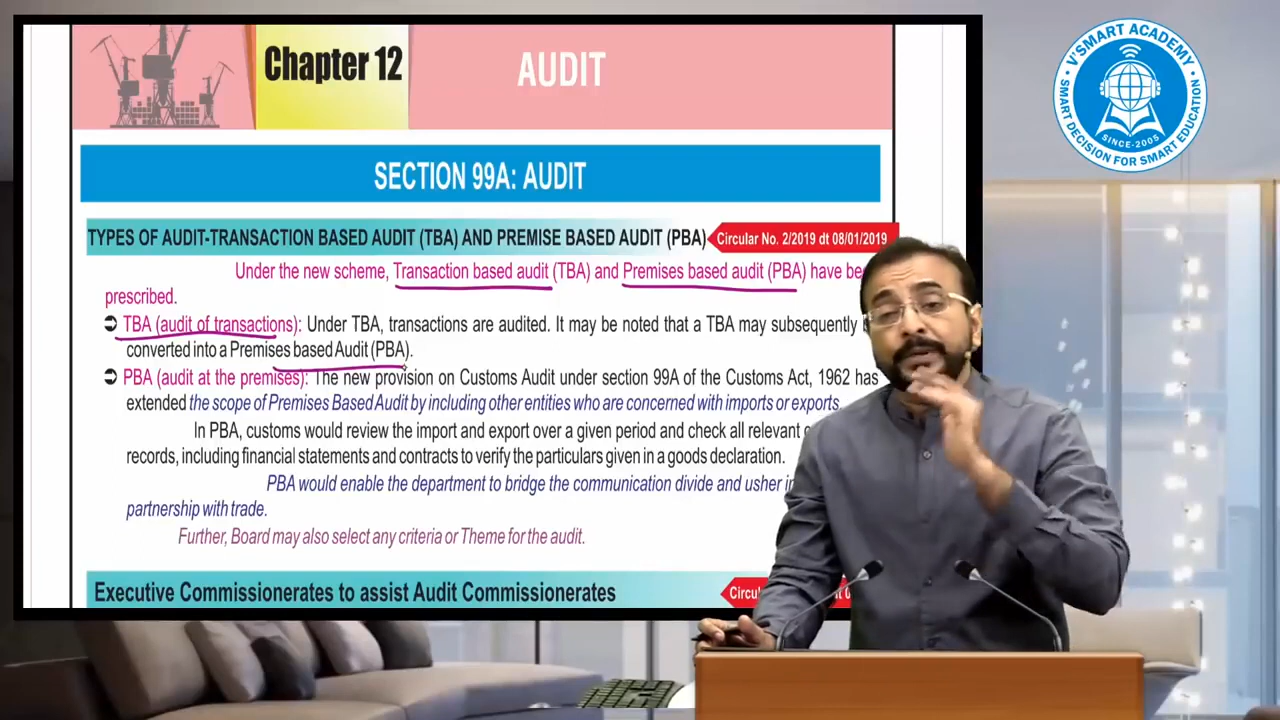 Chapter 12
AUDIT
V'SMART ACADEMY
SMART DECISION FOR SMART EDUCATION
SINCE-2005
SECTION 99A: AUDIT
TYPES OF AUDIT-TRANSACTION BASED AUDIT (TBA) AND PREMISE BASED AUDIT (PBA)
Circular No. 2/2019 dt 08/01/2019
Under the new scheme, Transaction based audit (TBA) and Premises based audit (PBA) have
prescribed.
TBA (audit of transactions): Under TBA, transactions are audited. It may be noted that a TBA may subsequently
converted into a Premises based Audit (PBA).
PBA (audit at the premises): The new provision on Customs Audit under section 99A of the Customs Act, 1962 has
extended the scope of Premises Based Audit by including other entities who are concerned with imports or exports.
In PBA, customs would review the import and export over a given period and check all relevant
records, including financial statements and contracts to verify the particulars given in a goods declaration.
PBA would enable the department to bridge the communication divide and usher
partnership with trade.
Further, Board may also select any criteria or Theme for the audit.
Executive Commissionerates to assist Audit Commissionerates